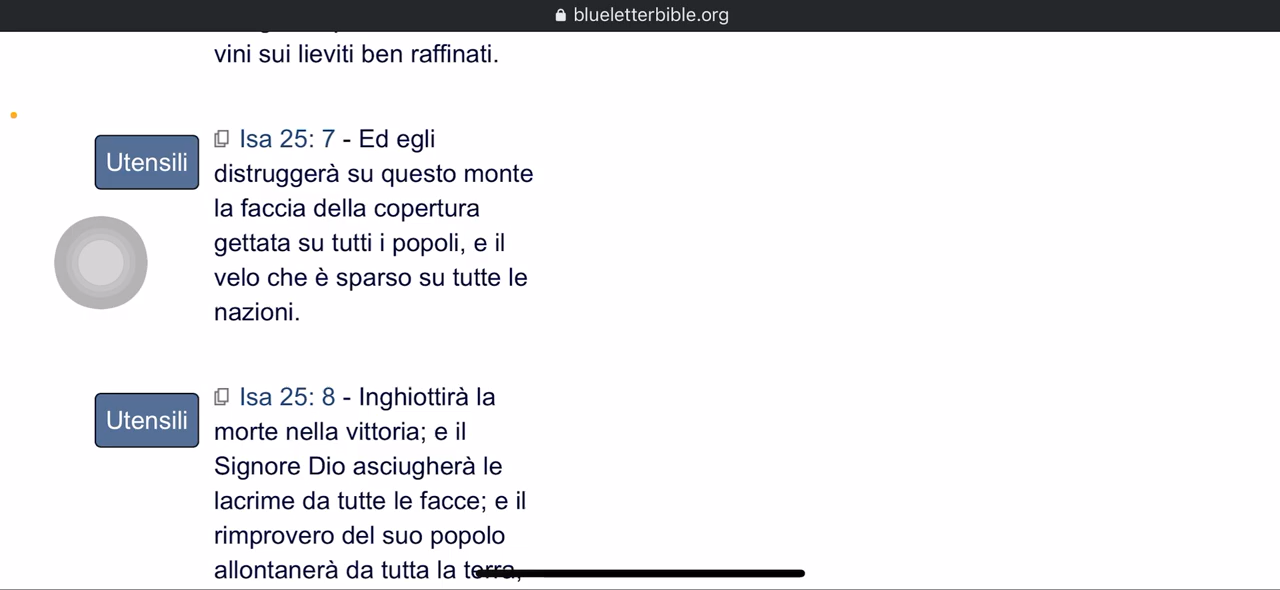 blueletterbible.org
vini sui lieviti ben raffinati.
Utensili
Isa 25: 7 - Ed egli
distruggerà su questo monte
la faccia della copertura
gettata su tutti i popoli, e il
velo che è sparso su tutte le
nazioni.
Utensili
Isa 25: 8 - Inghiottirà la
morte nella vittoria; e il
Signore Dio asciugherà le
lacrime da tutte le facce; e il
rimprovero del suo popolo
allontanerà da tutta la terra,